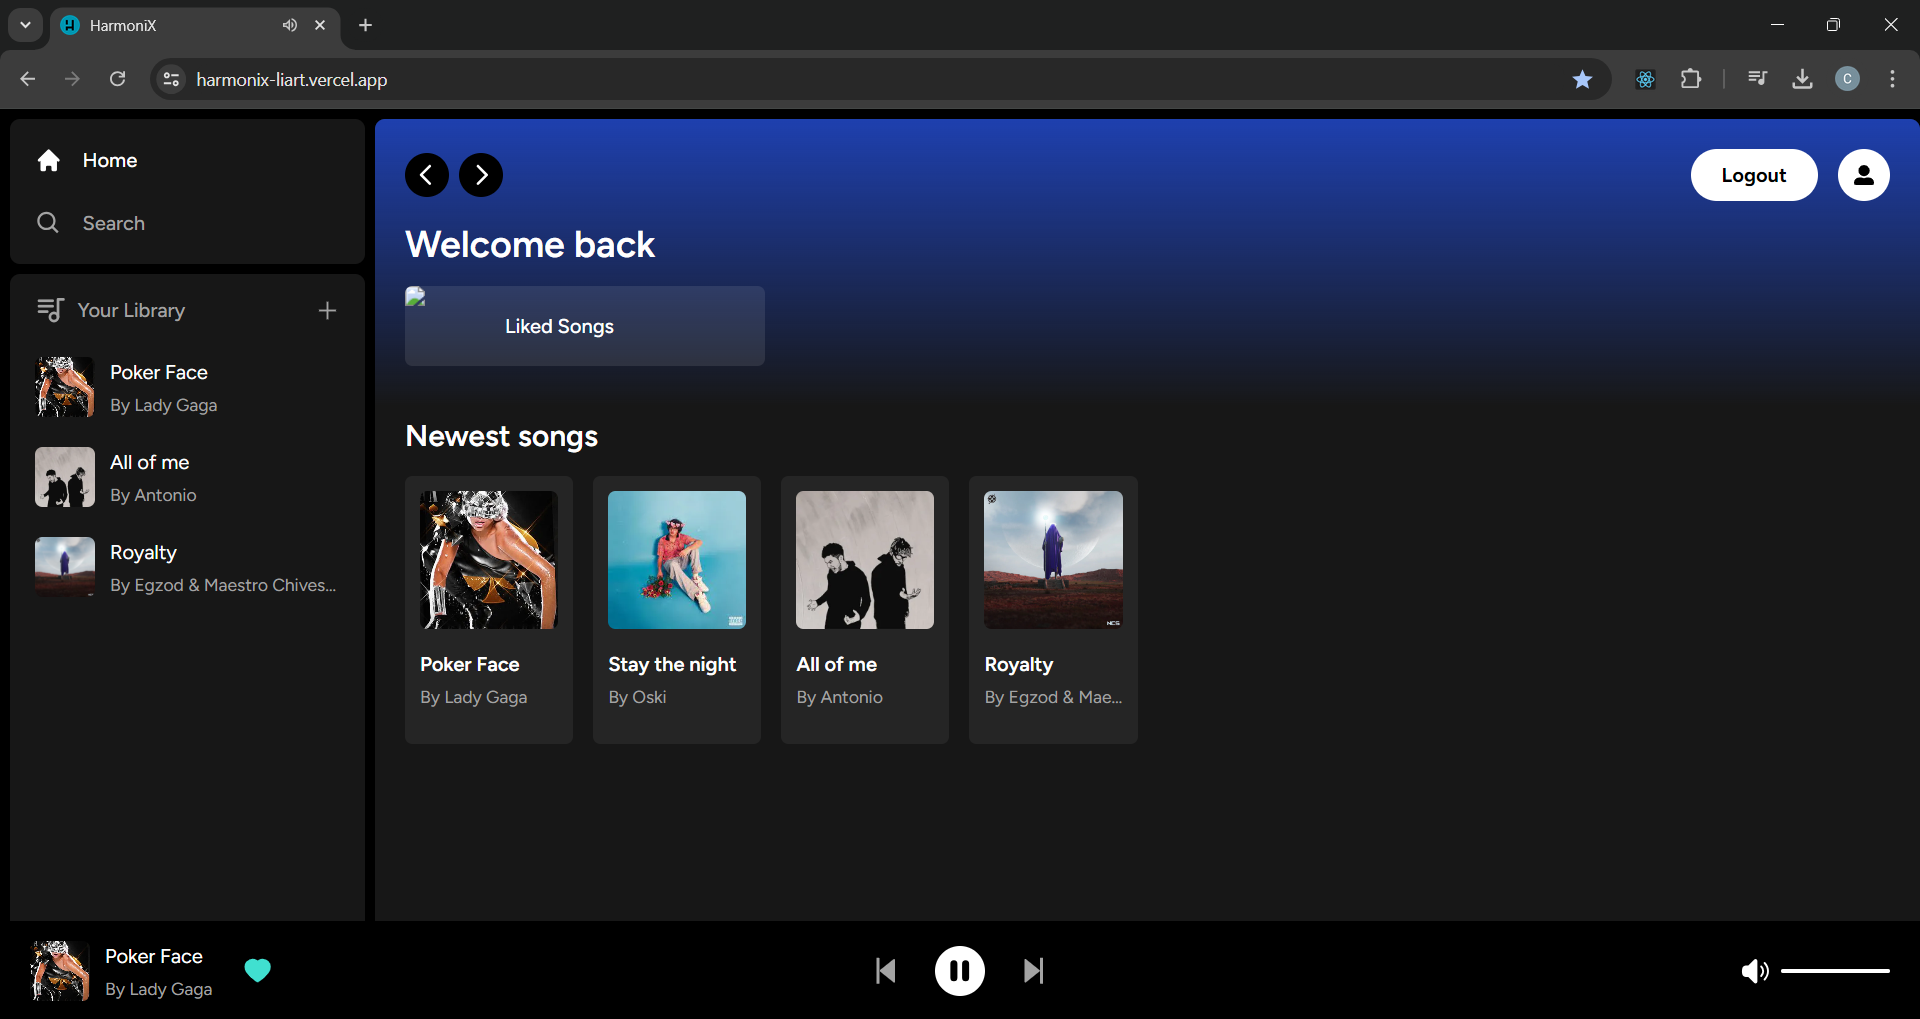 HarmoniX
harmonix-liart.vercel.app
C
Home
Search
Your Library
Poker Face
By Lady Gaga
All of me
By Antonio
Royalty
By Egzod & Maestro Chives...
Logout
Welcome back
Liked Songs
Newest songs
Poker Face
By Lady Gaga
Stay the night
By Oski
All of me
By Antonio
NCS
Royalty
By Egzod & Mae...
Poker Face
By Lady Gaga